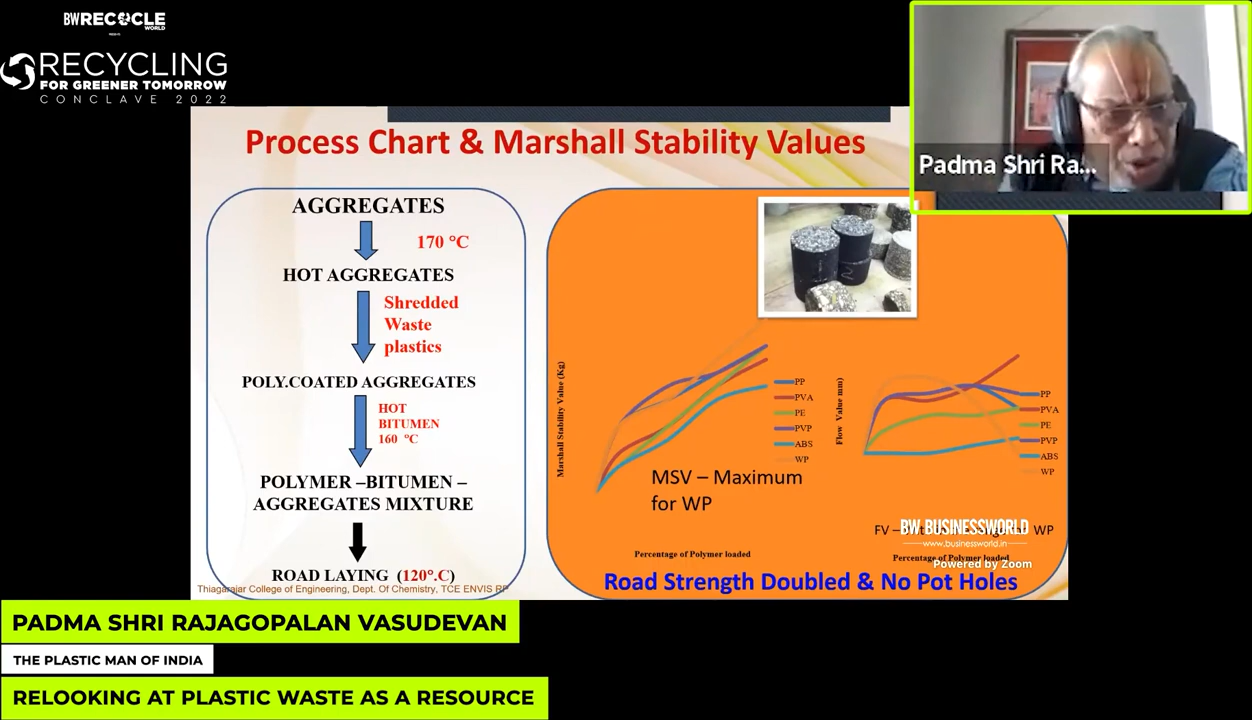 BW RECYCLE
WORLD
PRESENTS
RECYCLING
FOR GREENER TOMORROW
CONCLAVE 2022
Padma Shri Ra...
Process Chart & Marshall Stability Values
AGGREGATES
170 °C
HOT AGGREGATES
Shredded
Waste
plastics
POLY.COATED AGGREGATES
HOT
BITUMEN
160 °C
POLYMER –BITUMEN –
AGGREGATES MIXTURE
ROAD LAYING (120°.C)
Thiagarajar College of Engineering, Dept. Of Chemistry, TCE ENVIS RP
2
Marshall Stability Value (Kg)
PP
PVA
PE
PVP
ABS
WP
MSV – Maximum
for WP
Percentage of Polymer loaded
Flow Value mm)
PP
PVA
PE
PVP
ABS
WP
FV – WP
Percentage of Polymer loaded
BW BUSINESSWORLD
www.businessworld.in
Powered by Zoom
Road Strength Doubled & No Pot Holes
PADMA SHRI RAJAGOPALAN VASUDEVAN
THE PLASTIC MAN OF INDIA
RELOOKING AT PLASTIC WASTE AS A RESOURCE